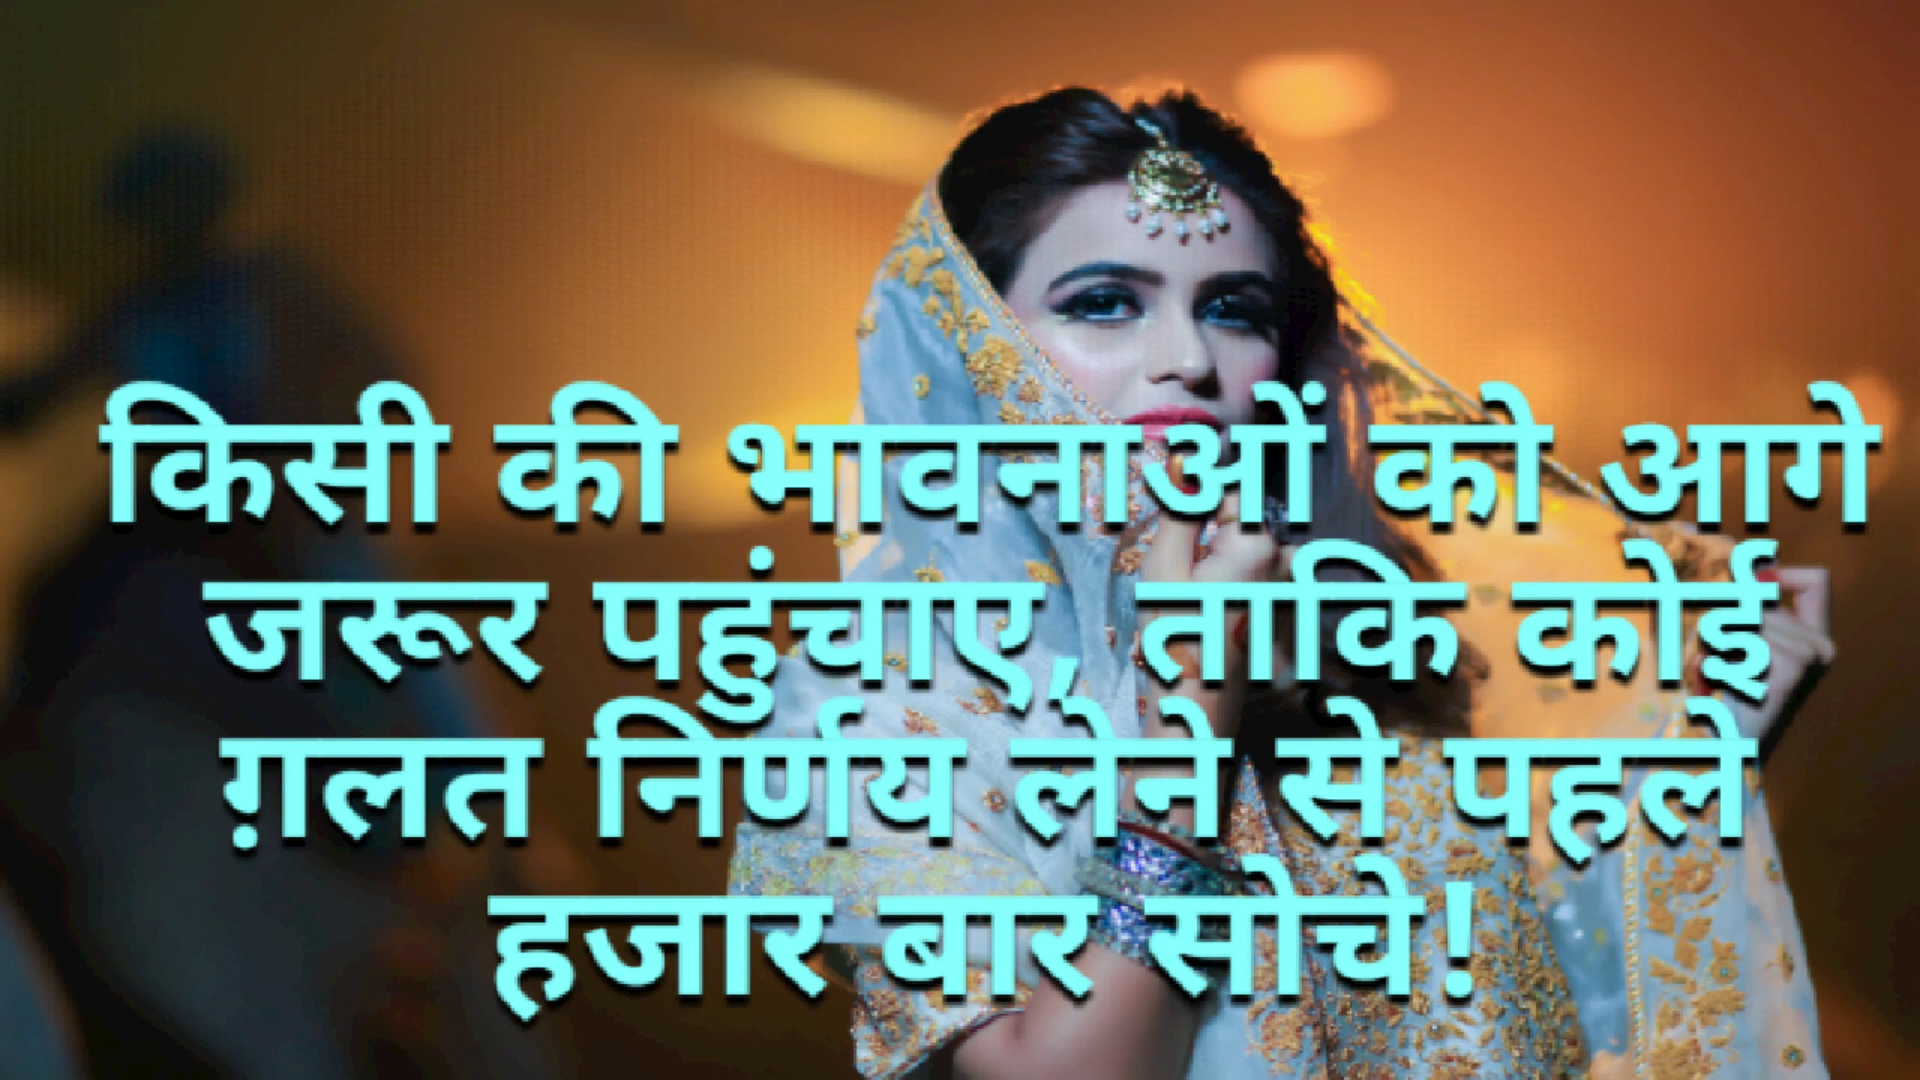 किसी की भावनाओं को आगे
जरूर पहुंचाए, ताकि कोई
ग़लत निर्णय लेने से पहले
हजार बार सोचे!